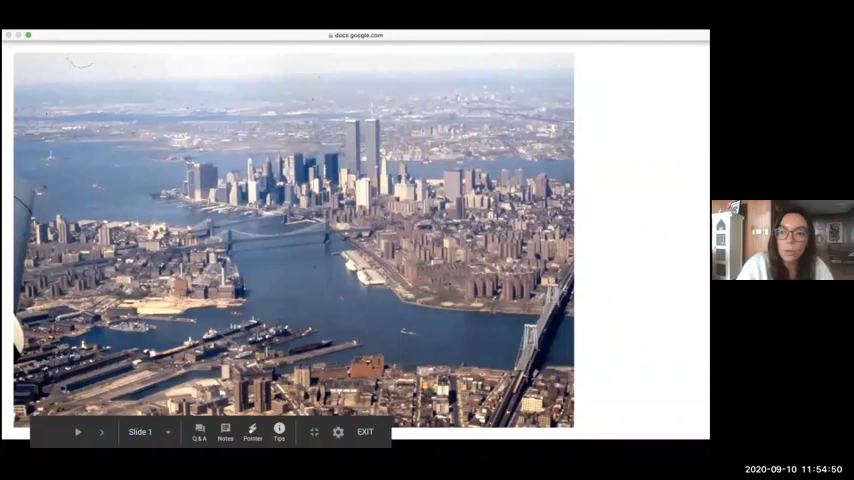 docs.google.com
Slide 1
Q & A
Notes
Pointer
Tips
EXIT
2020-09-10 11:54:50